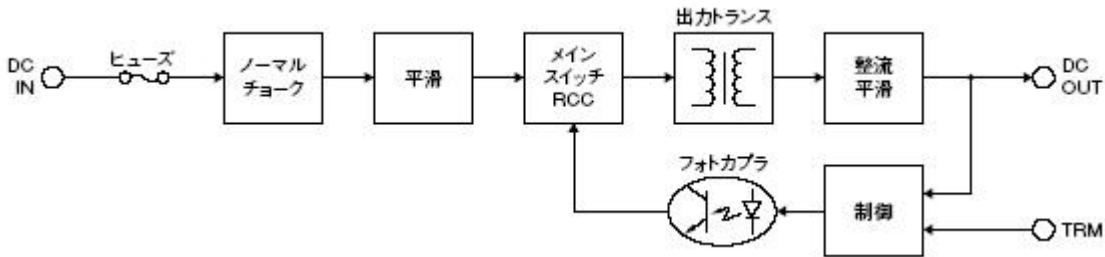 DC
IN
ヒューズ
ノーマル
チョーク
平滑
メイン
スイッチ
RCC
出力トランス
整流
平滑
DC
OUT
フォトカプラ
制御
TRM